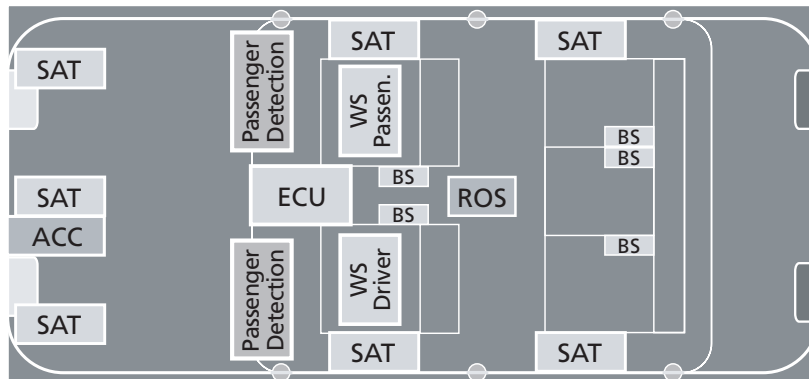 SAT
SAT
SAT
Passenger
Detection
WS
Passen.
SAT
BS
BS
BS
ECU
ROS
SAT
ACC
BS
BS
Passenger
Detection
WS
Driver
SAT
SAT
SAT